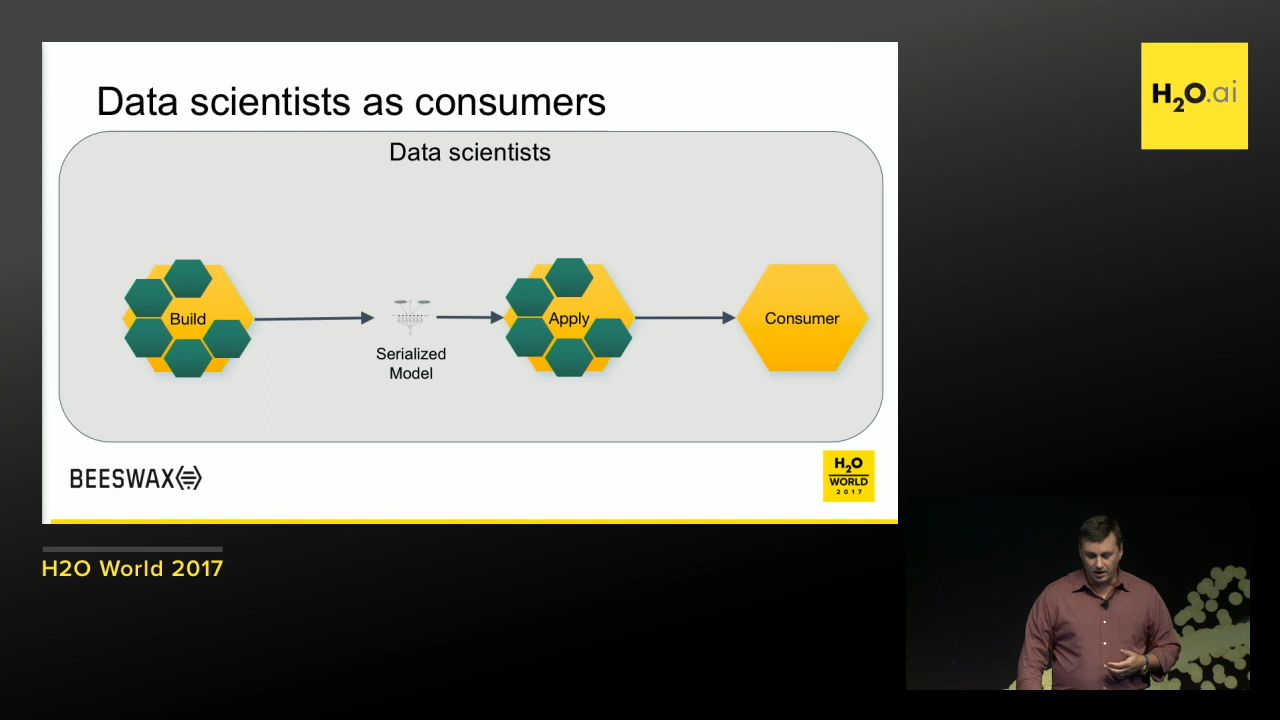 Data scientists as consumers
Data scientists
Build
Serialized
Model
Apply
Consumer
BEESWAX
H2O
WORLD
2017
H2O.ai
H2O World 2017